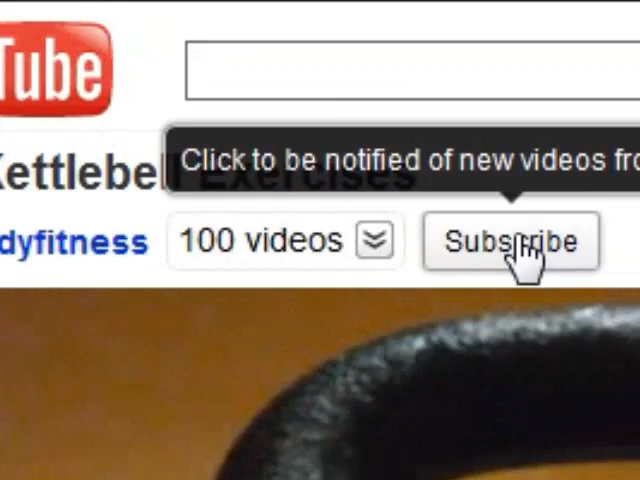 Tube
Click to be notified of new videos fro
Kettlebell Exercises
dyfitness 100 videos Subscribe